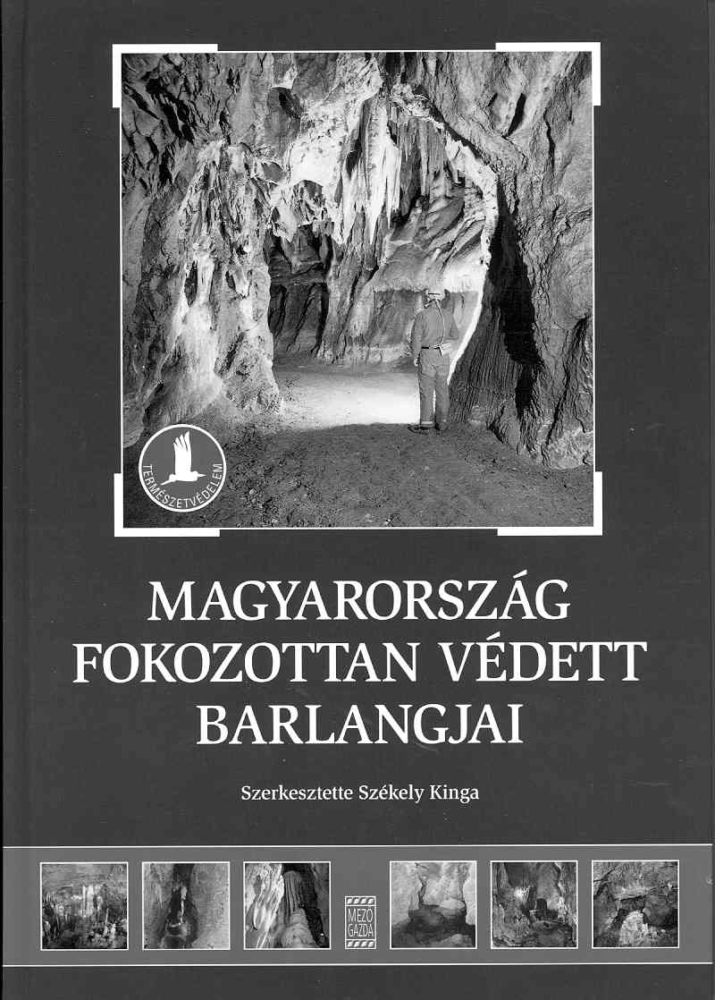 TERMÉSZETVÉDELEM
MAGYARORSZÁG
FOKOZOTTAN VÉDETT
BARLANGJAI
Szerkesztette Székely Kinga
MEZŐ
GAZDA